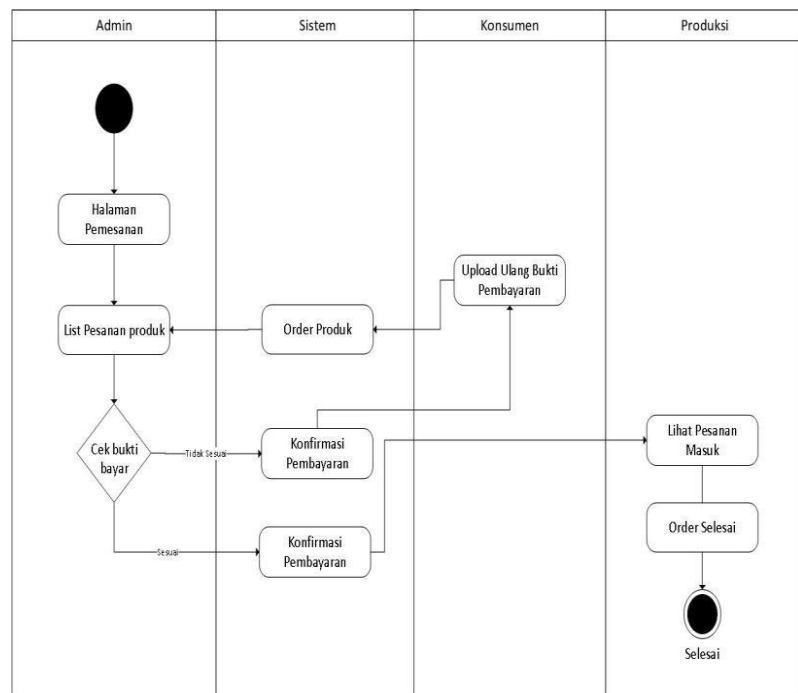 Admin
Sistem
Konsumen
Produksi
Halaman
Pemesanan
Upload Ulang Bukti
Pembayaran
List Pesanan produk
Order Produk
Cek bukti
bayar
Tidak Sesuai
Konfirmasi
Pembayaran
Lihat Pesanan
Masuk
Sesuai
Konfirmasi
Pembayaran
Order Selesai
Selesai